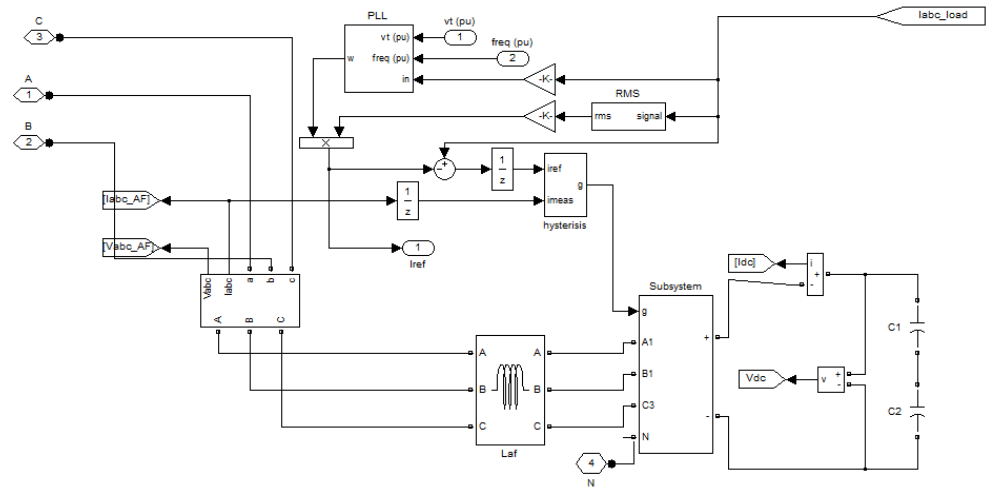 C
3
PLL
vt (pu)
1
Iabc_load
w
vt (pu)
freq (pu)
in
freq (pu)
2
-K-
A
1
RMS
rms
signal
-K-
B
2
×
- +
1
z
iref
imeas
g
hysterisis
[Iabc_AF]
1
z
[Vabc_AF]
1
Iref
Vabc
Iabc
a
b
c
A
B
C
[Idc]
i
+
-
Subsystem
g
A1
B1
C3
N
+
-
C1
Vdc
v
+
-
C2
A
B
C
A
B
C
Laf
4
N